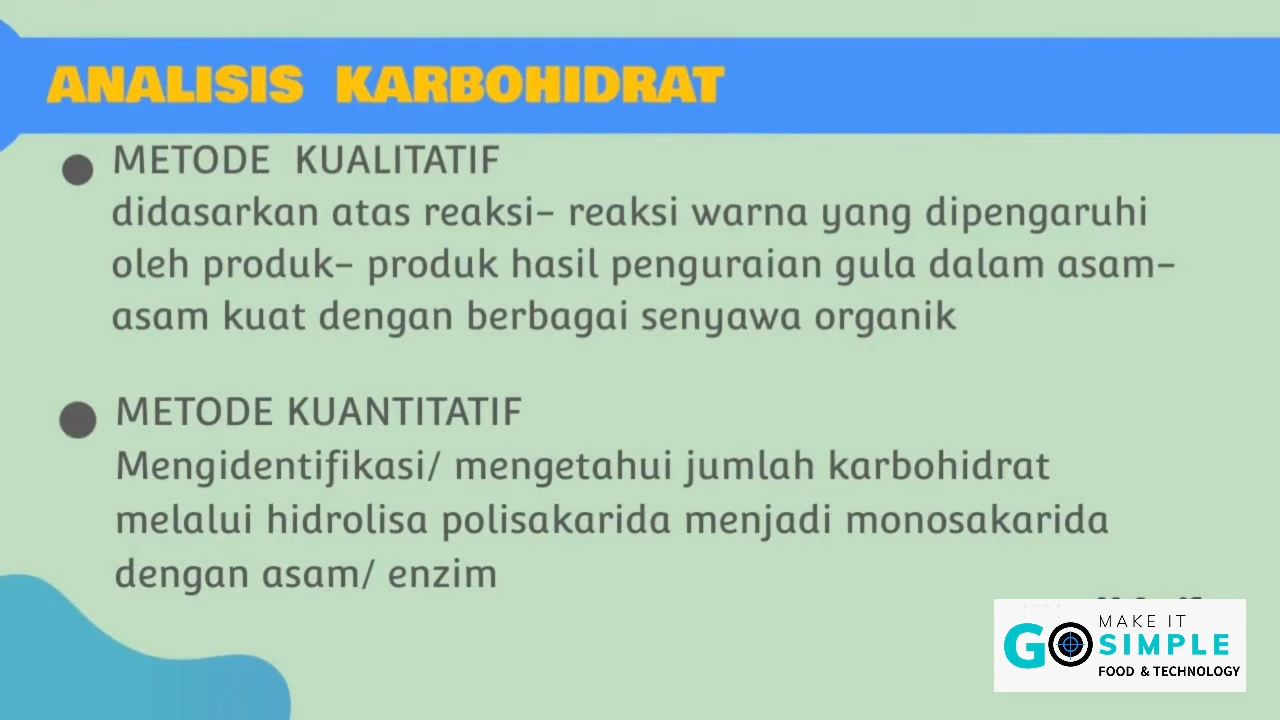 ANALISIS KARBOHIDRAT
METODE KUALITATIF
didasarkan atas reaksi- reaksi warna yang dipengaruhi
oleh produk- produk hasil penguraian gula dalam asam-
asam kuat dengan berbagai senyawa organik
METODE KUANTITATIF
Mengidentifikasi/ mengetahui jumlah karbohidrat
melalui hidrolisa polisakarida menjadi monosakarida
dengan asam/ enzim
MAKE IT
GO SIMPLE
FOOD & TECHNOLOGY